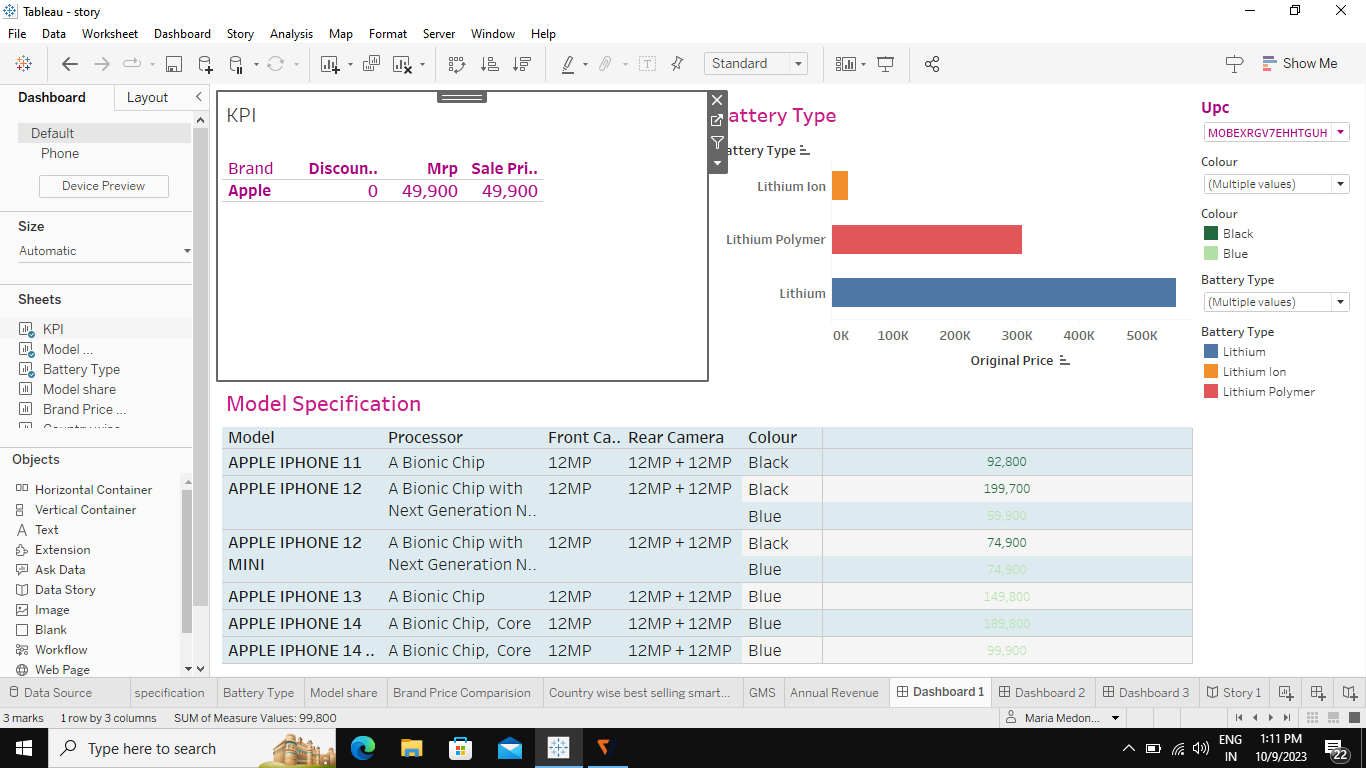 Tableau - story
File Data Worksheet Dashboard Story Analysis Map Format Server Window Help
Standard
Show Me
Dashboard Layout
Default
Phone
Device Preview
Size
Automatic
Sheets
KPI
Model ...
Battery Type
Model share
Brand Price ...
Objects
Horizontal Container
Vertical Container
Text
Extension
Ask Data
Data Story
Image
Blank
Workflow
Web Page
KPI
Brand Discoun.. Mrp Sale Pri..
Apple 0 49,900 49,900
attery Type
attery Type
Lithium Ion
Lithium Polymer
Lithium
0K 100K 200K 300K 400K 500K
Original Price
Upc
MOBEXRGV7EHHTGUH
Colour
(Multiple values)
Colour
Black
Blue
Battery Type
(Multiple values)
Battery Type
Lithium
Lithium Ion
Lithium Polymer
Model Specification
Model Processor Front Ca.. Rear Camera Colour
APPLE IPHONE 11 A Bionic Chip 12MP 12MP + 12MP Black 92,800
APPLE IPHONE 12 A Bionic Chip with 12MP 12MP + 12MP Black 199,700
Next Generation N.. Blue 59,900
APPLE IPHONE 12 A Bionic Chip with 12MP 12MP + 12MP Black 74,900
MINI Next Generation N.. Blue 74,900
APPLE IPHONE 13 A Bionic Chip 12MP 12MP + 12MP Blue 149,800
APPLE IPHONE 14 A Bionic Chip, Core 12MP 12MP + 12MP Blue 189,800
APPLE IPHONE 14 .. A Bionic Chip, Core 12MP 12MP + 12MP Blue 99,900
Data Source specification Battery Type Model share Brand Price Comparision Country wise best selling smart... GMS Annual Revenue Dashboard 1 Dashboard 2 Dashboard 3 Story 1
3 marks 1 row by 3 columns SUM of Measure Values: 99,800 Maria Medon...
Type here to search
ENG
IN
1:11 PM
10/9/2023
22